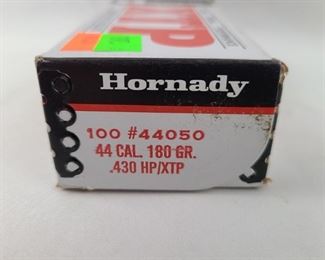 Hornady
100 #44050
44 CAL. 180 GR.
.430 HP/XTP